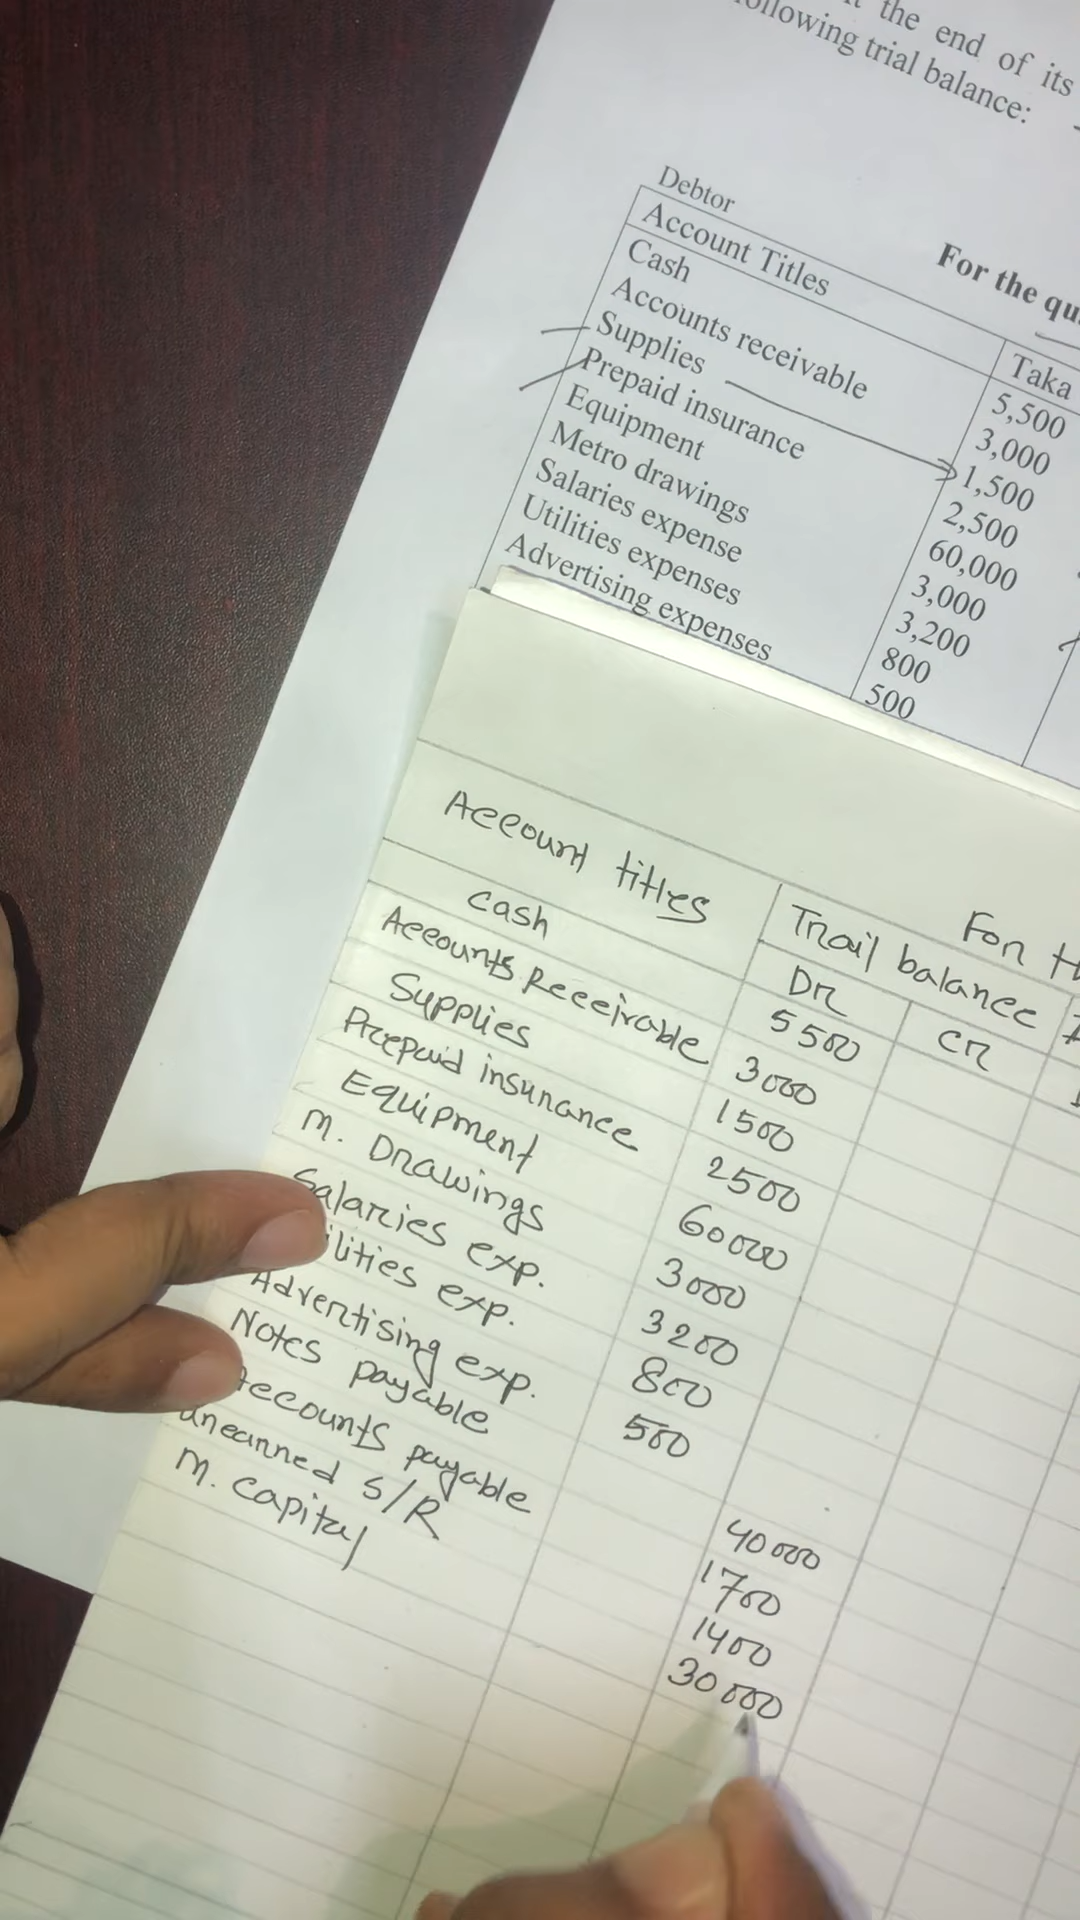 t the end of its
ollowing trial balance:
For the qu
Debtor
Account Titles Taka
Cash 5,500
Accounts receivable 3,000
Supplies 1,500
Prepaid insurance 2,500
Equipment 60,000
Metro drawings 3,000
Salaries expense 3,200
Utilities expenses 800
Advertising expenses 500
For th
Account titles Trail balance
DR CR
Cash 5500
Accounts Receivable 3000
Supplies 1500
Prepaid insurance 2500
Equipment 60000
M. Drawings 3000
Salaries exp. 3200
ilities exp. 800
Advertising exp. 500
Notes payable 40000
Accounts payable 1700
unearned S/R 1400
M. capital 30000